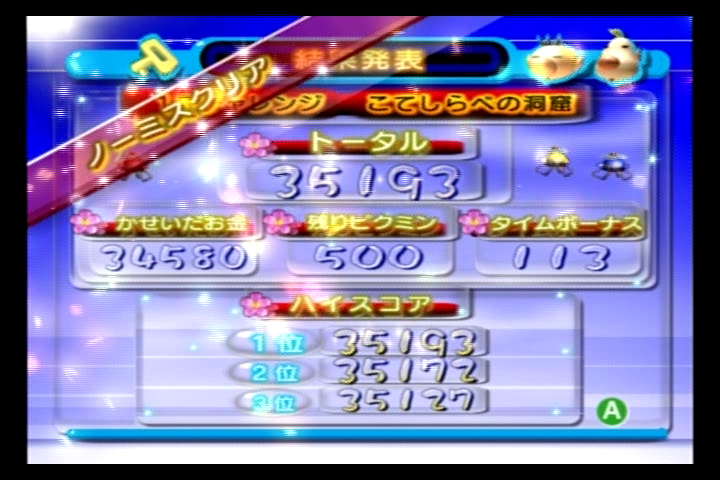 結果発表
ノーミスクリア
チャレンジ こてしらべの洞窟
トータル
35193
かせいだお金 残りピクミン タイムボーナス
34580 500 113
ハイスコア
1位 35193
2位 35172
3位 35127
A